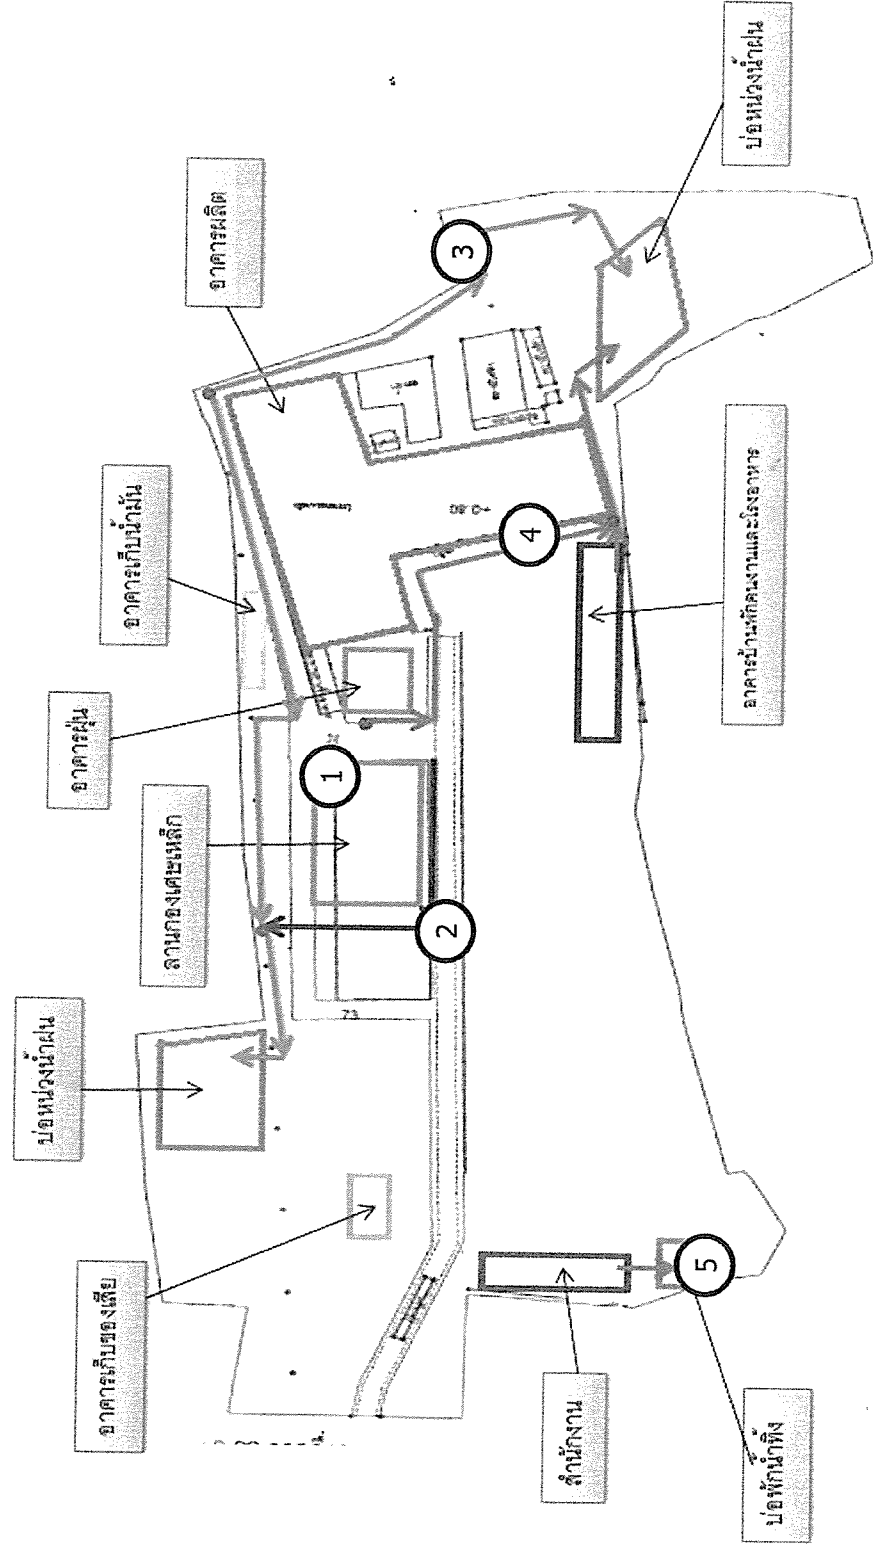 บ่อหน่วงน้ำฝน
อาคารเก็บของเสีย
ลานกองเศษเหล็ก
อาคารฝุ่น
อาคารเก็บน้ำมัน
อาคารผลิต
บ่อหน่วงน้ำฝน
อาคารบ้านพักคนงานและโรงอาหาร
สำนักงาน
บ่อพักน้ำทิ้ง
1
2
3
4
5
+0.80